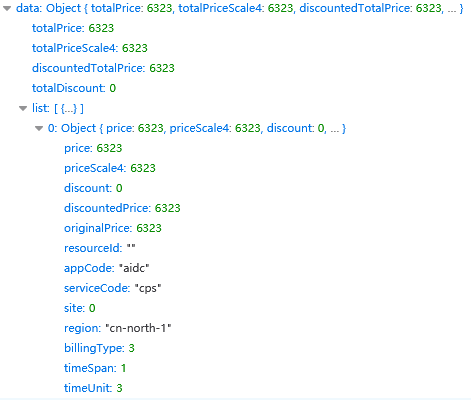 data: Object { totalPrice: 6323, totalPriceScale4: 6323, discountedTotalPrice: 6323, … }
totalPrice: 6323
totalPriceScale4: 6323
discountedTotalPrice: 6323
totalDiscount: 0
list: [ {…} ]
0: Object { price: 6323, priceScale4: 6323, discount: 0, … }
price: 6323
priceScale4: 6323
discount: 0
discountedPrice: 6323
originalPrice: 6323
resourceId: ""
appCode: "aidc"
serviceCode: "cps"
site: 0
region: "cn-north-1"
billingType: 3
timeSpan: 1
timeUnit: 3